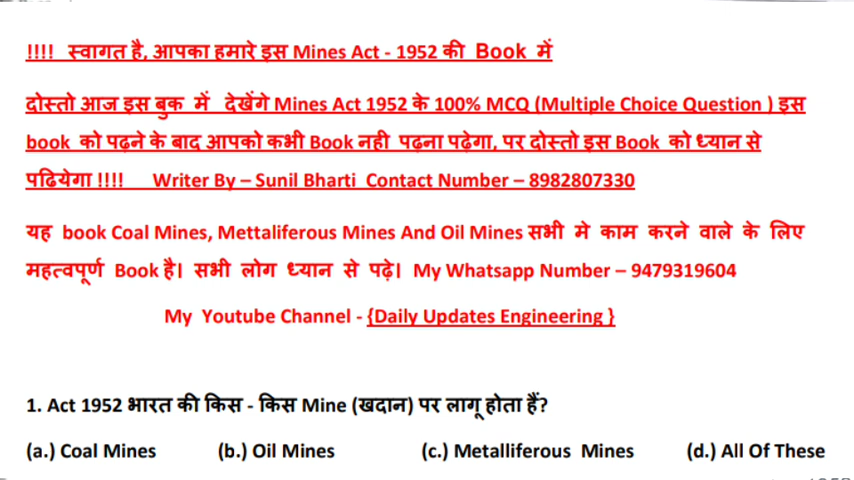 !!!! स्वागत है, आपका हमारे इस Mines Act - 1952 की Book में
दोस्तो आज इस बुक में देखेंगे Mines Act 1952 के 100% MCQ (Multiple Choice Question ) इस
book को पढ़ने के बाद आपको कभी Book नही पढ़ना पढ़ेगा, पर दोस्तो इस Book को ध्यान से
पढियेगा !!!! Writer By – Sunil Bharti Contact Number – 8982807330
यह book Coal Mines, Mettaliferous Mines And Oil Mines सभी मे काम करने वाले के लिए
महत्वपूर्ण Book है। सभी लोग ध्यान से पढ़े। My Whatsapp Number – 9479319604
My Youtube Channel - {Daily Updates Engineering }
1. Act 1952 भारत की किस - किस Mine (खदान) पर लागू होता हैं?
(a.) Coal Mines (b.) Oil Mines (c.) Metalliferous Mines (d.) All Of These